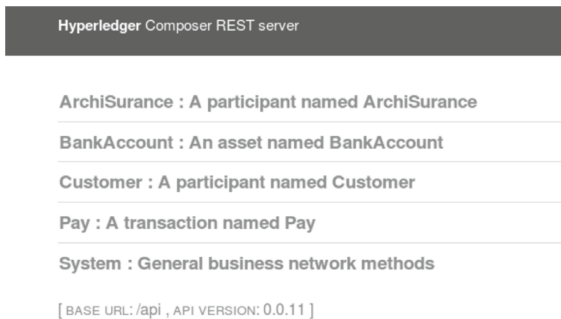 Hyperledger Composer REST server
ArchiSurance : A participant named ArchiSurance
BankAccount : An asset named BankAccount
Customer : A participant named Customer
Pay : A transaction named Pay
System : General business network methods
[ BASE URL: /api , API VERSION: 0.0.11 ]